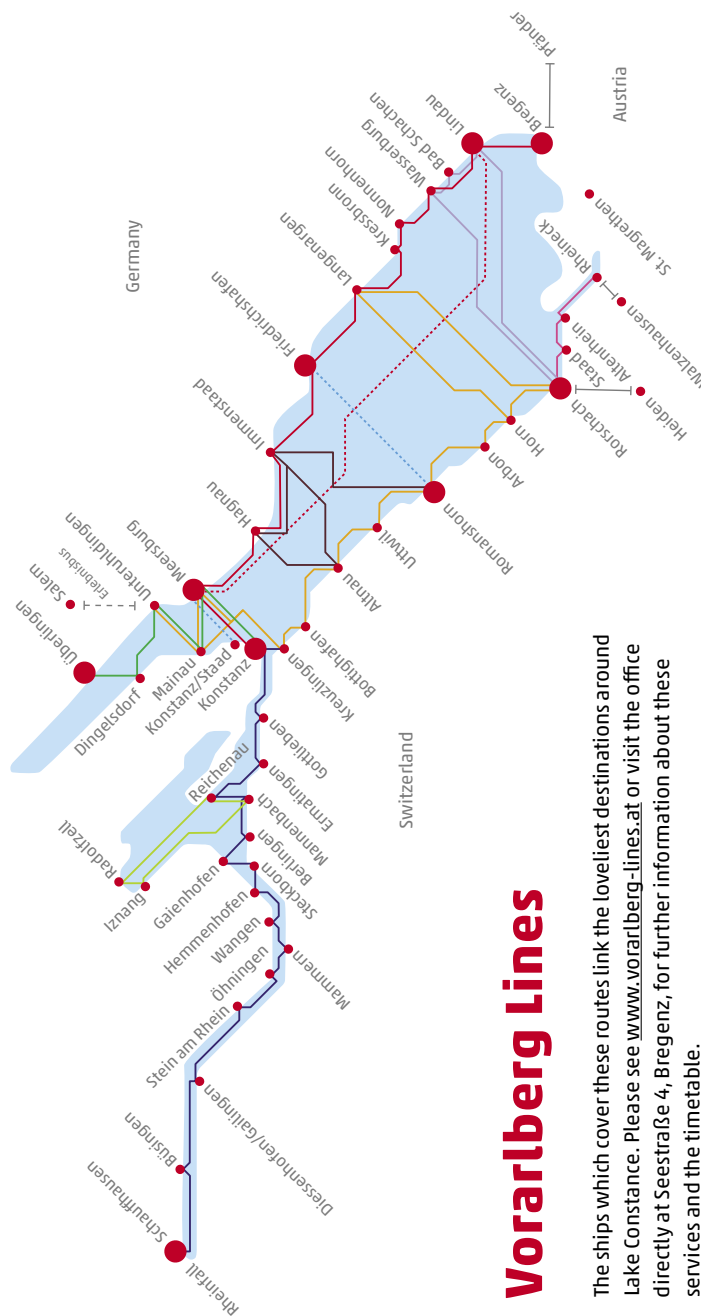 Germany
Austria
Switzerland
Pfänder
Bregenz
Lindau
Bad Schachen
Wasserburg
Nonnenhorn
Kressbronn
Langenargen
Friedrichshafen
Immenstaad
Hagnau
Meersburg
Unteruhldingen
Erlebnisbus
Salem
Überlingen
Dingelsdorf
Mainau
Konstanz/Staad
Konstanz
Kreuzlingen
Bottighofen
Altnau
Uttwil
Romanshorn
Arbon
Horn
Rorschach
Heiden
Staad
Altenrhein
Walzenhausen
Rheineck
St. Magrethen
Gottlieben
Ermatingen
Reichenau
Mannenbach
Radolfzell
Iznang
Berlingen
Gaienhofen
Steckborn
Hemmenhofen
Wangen
Mammern
Öhningen
Stein am Rhein
Diessenhofen/Gailingen
Büsingen
Schauffhausen
Rheinfall
Vorarlberg Lines
The ships which cover these routes link the loveliest destinations around
Lake Constance. Please see www.vorarlberg-lines.at or visit the office
directly at Seestraße 4, Bregenz, for further information about these
services and the timetable.